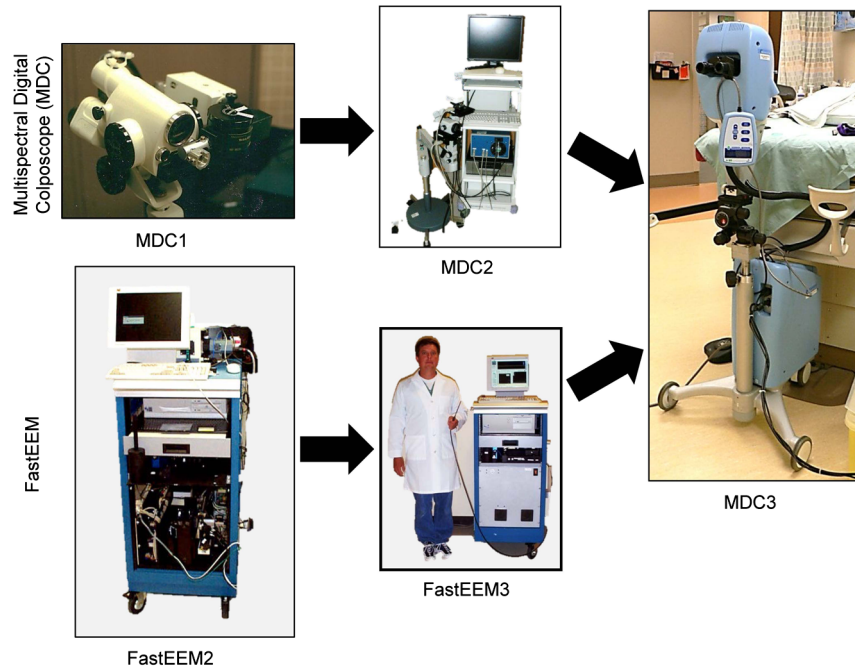 Multispectral Digital
Colposcope (MDC)
MDC1
MDC2
MDC3
FastEEM
FastEEM2
FastEEM3